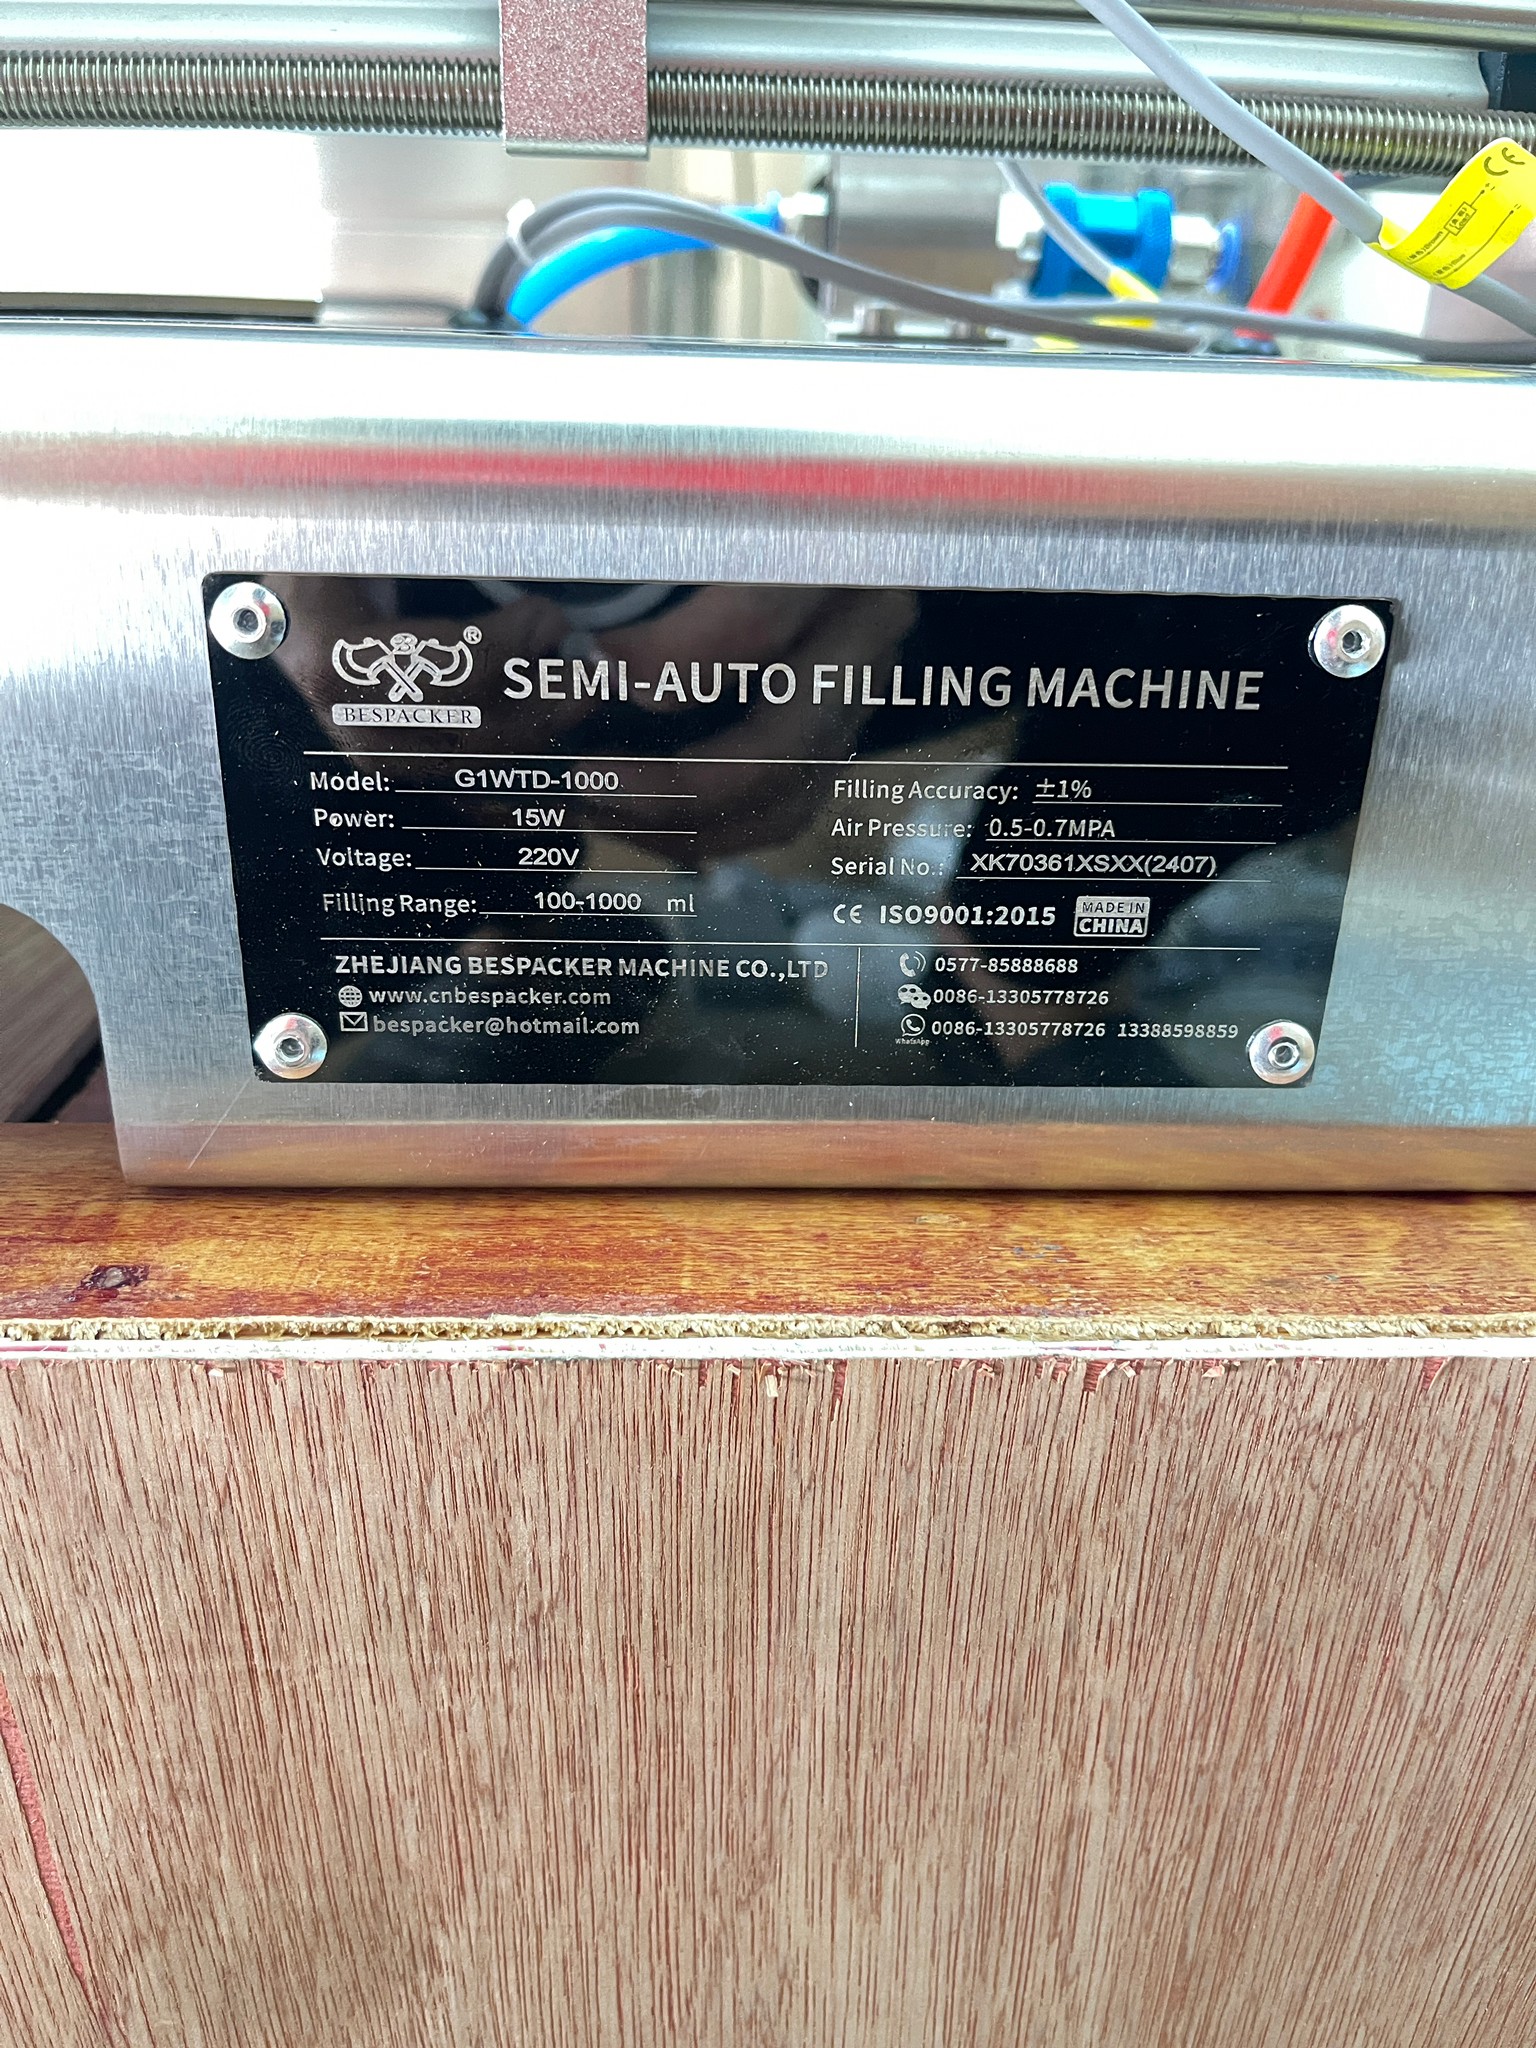 CE
®
BESPACKER
SEMI-AUTO FILLING MACHINE
Model: G1WTD-1000
Power: 15W
Voltage: 220V
Filling Range: 100-1000 ml
Filling Accuracy: ±1%
Air Pressure: 0.5-0.7MPA
Serial No.: XK70361XSXX(2407)
CE ISO9001:2015 MADE IN CHINA
ZHEJIANG BESPACKER MACHINE CO.,LTD
www.cnbespacker.com
bespacker@hotmail.com
0577-85888688
0086-13305778726
0086-13305778726 13388598859
WhatsApp